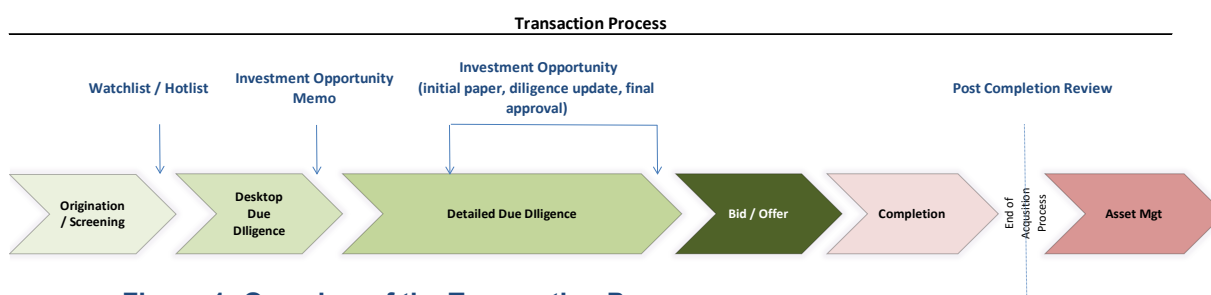 Transaction Process
Watchlist / Hotlist
Investment Opportunity
Memo
Investment Opportunity
(initial paper, diligence update, final
approval)
Post Completion Review
Origination
/ Screening
Desktop
Due
DIligence
Detailed Due DIligence
Bid / Offer
Completion
End of
Acqusition
Process
Asset Mgt